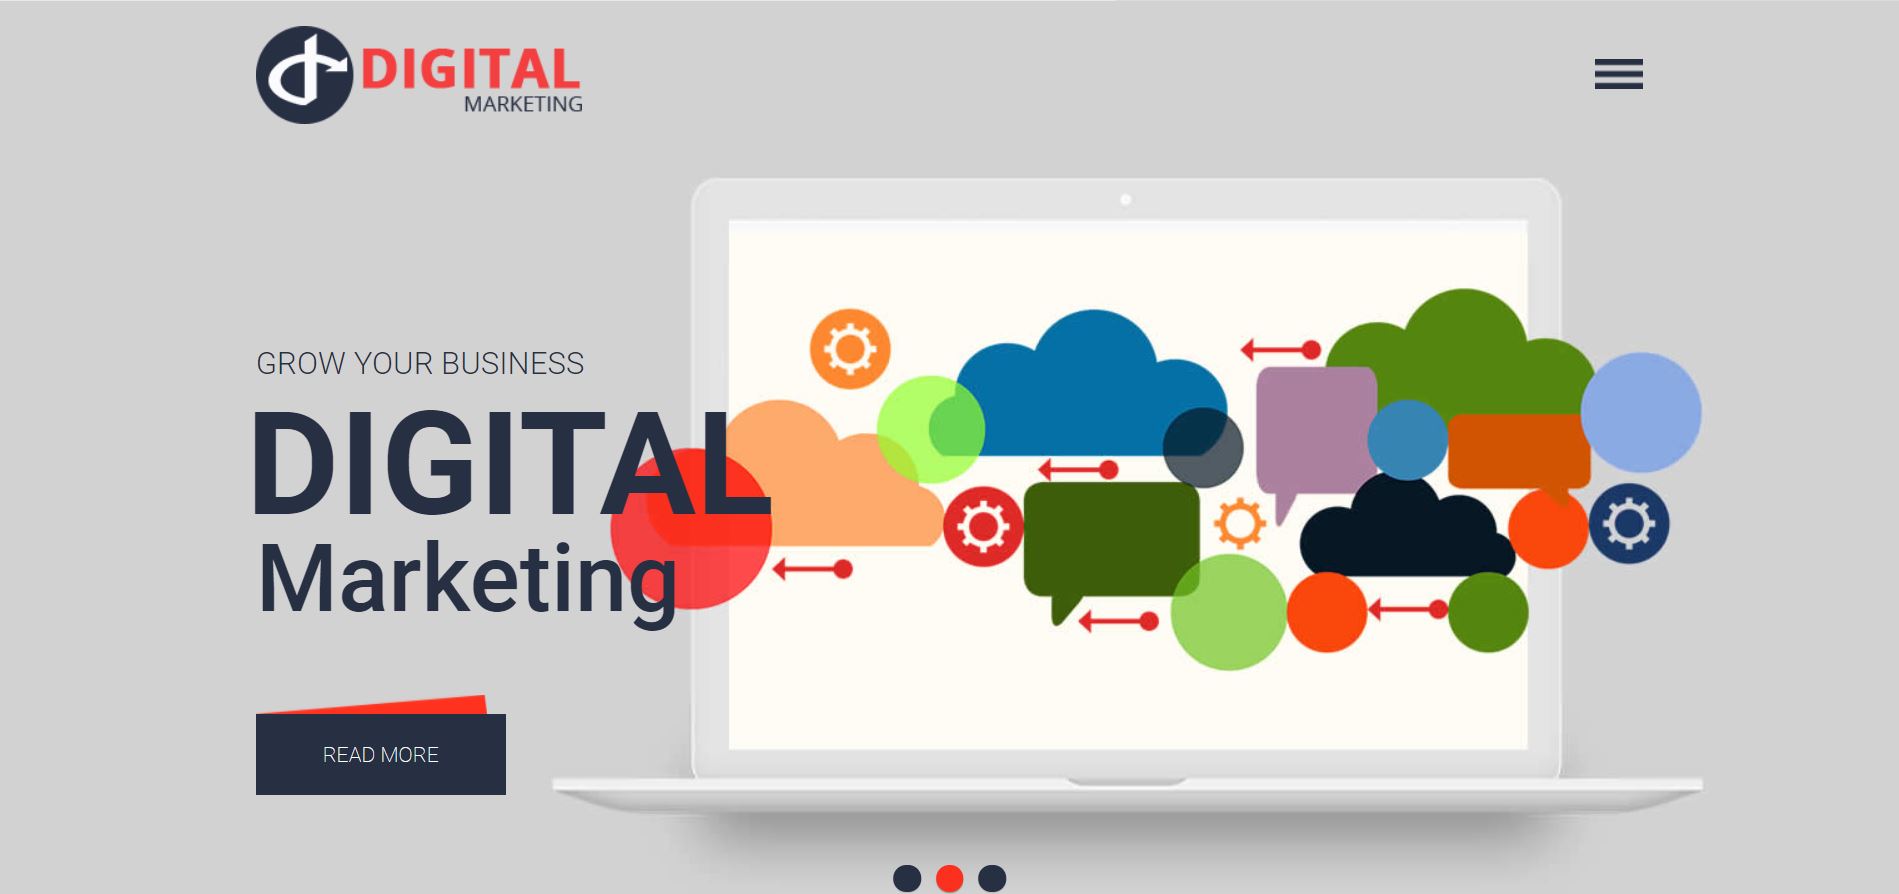 DIGITAL
MARKETING
GROW YOUR BUSINESS
DIGITAL
Marketing
READ MORE